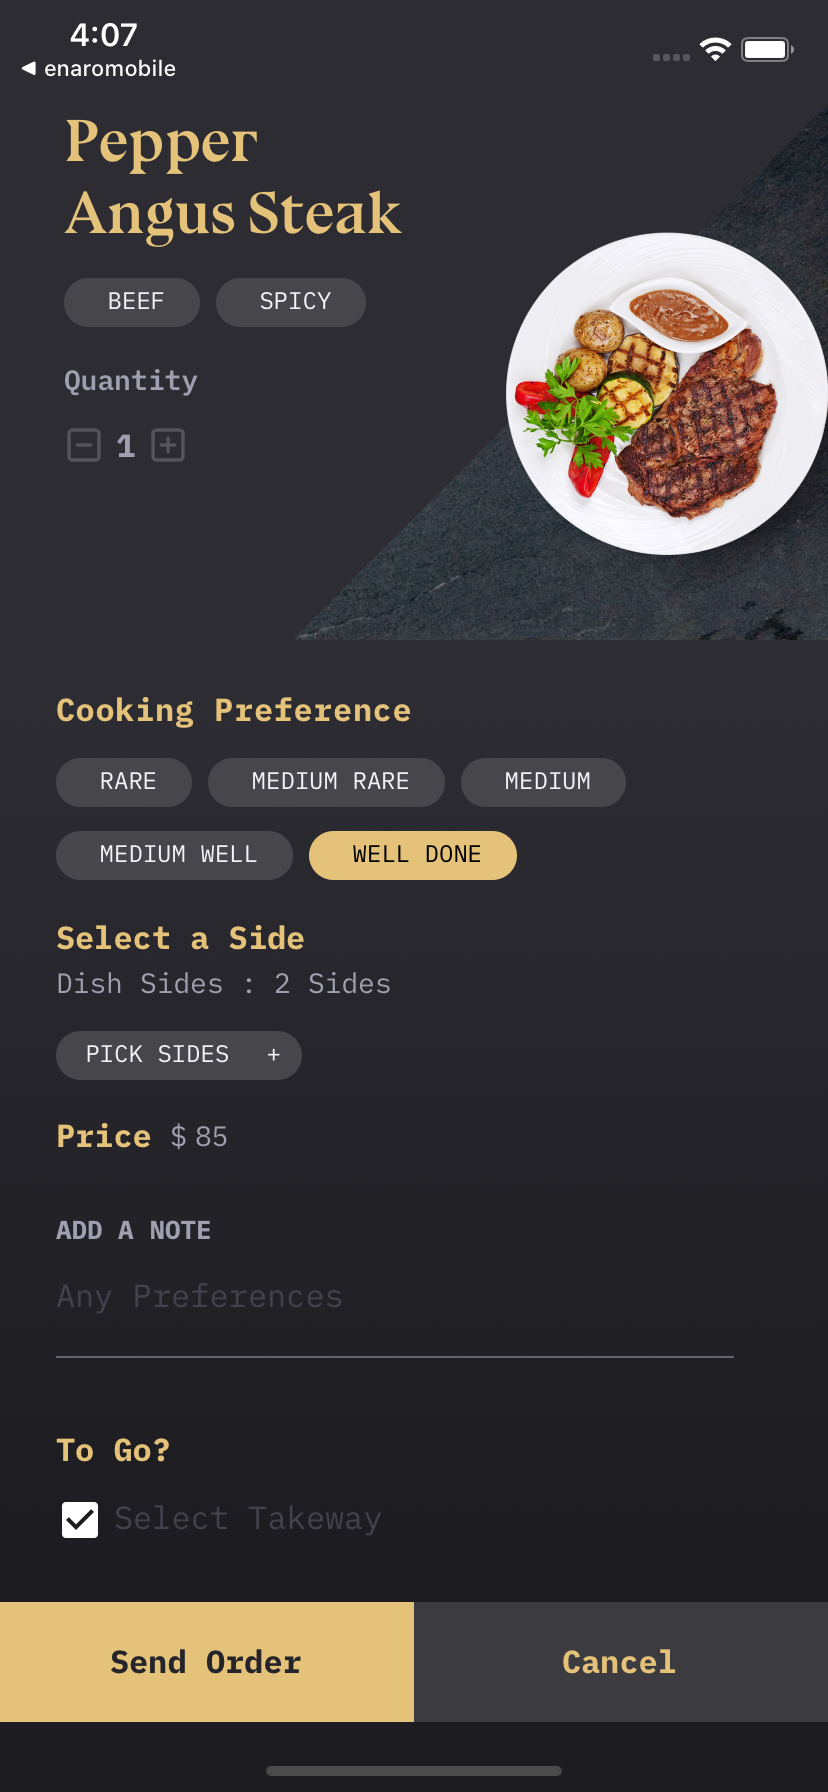 4:07
◀ enaromobile
Pepper
Angus Steak
BEEF SPICY
Quantity
1
Cooking Preference
RARE MEDIUM RARE MEDIUM
MEDIUM WELL WELL DONE
Select a Side
Dish Sides : 2 Sides
PICK SIDES +
Price $ 85
ADD A NOTE
Any Preferences
To Go?
Select Takeway
Send Order Cancel